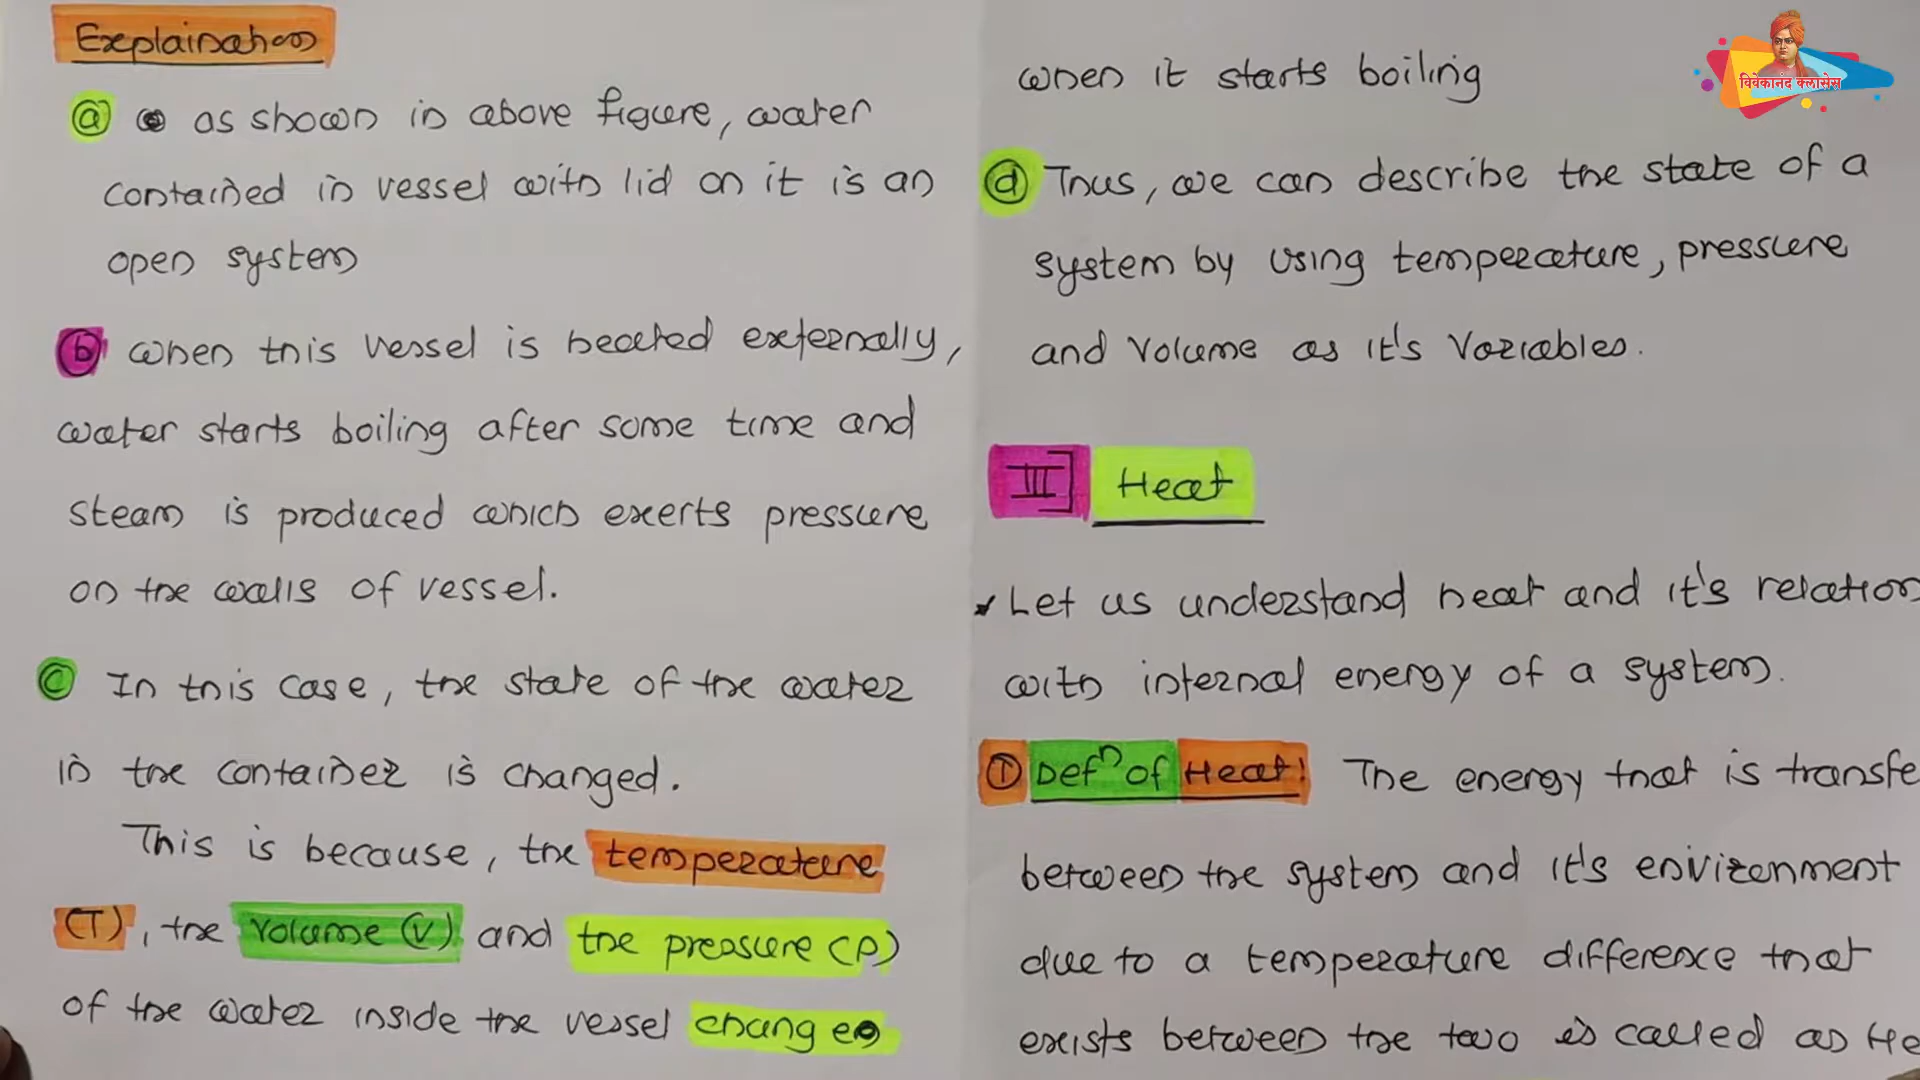 Explaination
a as shown in above figure, water
contained in vessel with lid on it is an
open system
b when this vessel is heated externally,
water starts boiling after some time and
steam is produced which exerts pressure
on the walls of vessel.
c In this case, the state of the water
in the container is changed.
This is because, the temperature
(T), the volume (V) and the pressure (P)
of the water inside the vessel changes
when it starts boiling
d Thus, we can describe the state of a
system by using temperature, pressure
and volume as it's variables.
III] Heat
Let us understand heat and it's relation
with internal energy of a system.
1 Defn of Heat! The energy that is transfe
between the system and it's environment
due to a temperature difference that
exists between the two is called as He
विवेकानंद क्लासेस